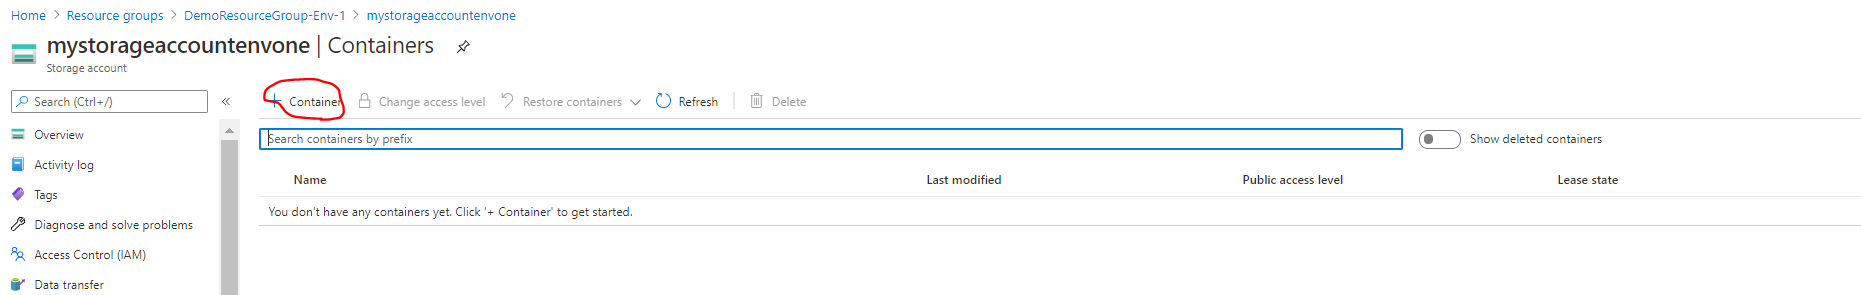 Home > Resource groups > DemoResourceGroup-Env-1 > mystorageaccountenvone
mystorageaccountenvone | Containers
Storage account
Search (Ctrl+/) «
+ Container Change access level Restore containers Refresh Delete
Search containers by prefix Show deleted containers
Overview
Activity log
Tags
Diagnose and solve problems
Access Control (IAM)
Data transfer
Name Last modified Public access level Lease state
You don't have any containers yet. Click '+ Container' to get started.